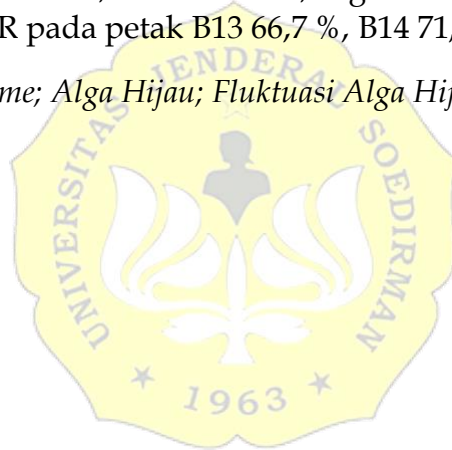 R pada petak B13 66,7 %, B14 71,
me; Alga Hijau; Fluktuasi Alga Hij
UNIVERSITAS JENDERAL SOEDIRMAN
* 1963 *